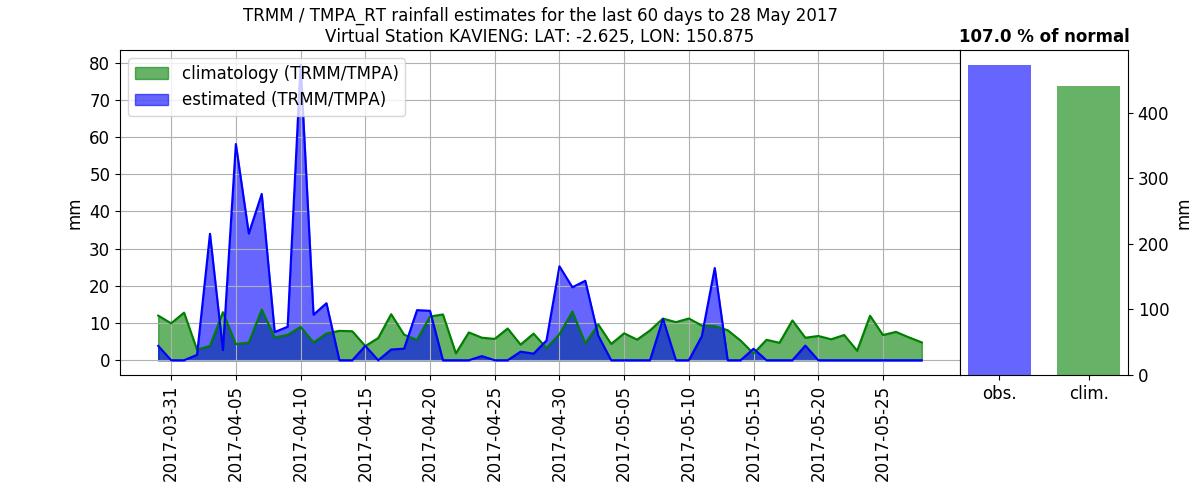 TRMM / TMPA_RT rainfall estimates for the last 60 days to 28 May 2017
Virtual Station KAVIENG: LAT: -2.625, LON: 150.875
107.0 % of normal
climatology (TRMM/TMPA)
estimated (TRMM/TMPA)
80
70
60
50
40
30
20
10
0
mm
2017-03-31
2017-04-05
2017-04-10
2017-04-15
2017-04-20
2017-04-25
2017-04-30
2017-05-05
2017-05-10
2017-05-15
2017-05-20
2017-05-25
400
300
200
100
0
mm
obs.
clim.